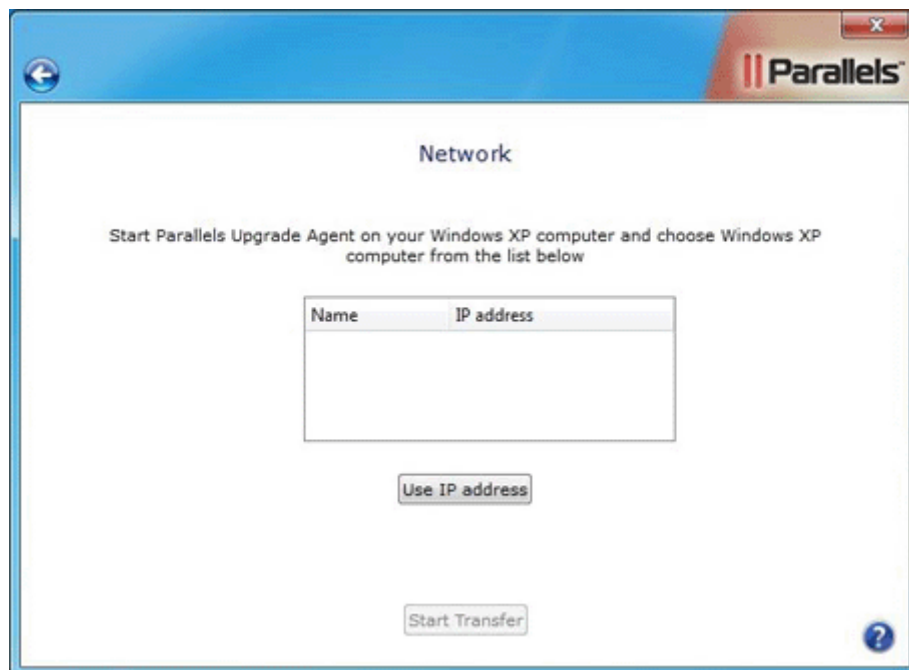 Parallels
Network
Start Parallels Upgrade Agent on your Windows XP computer and choose Windows XP
computer from the list below
Name IP address
Use IP address
Start Transfer
?